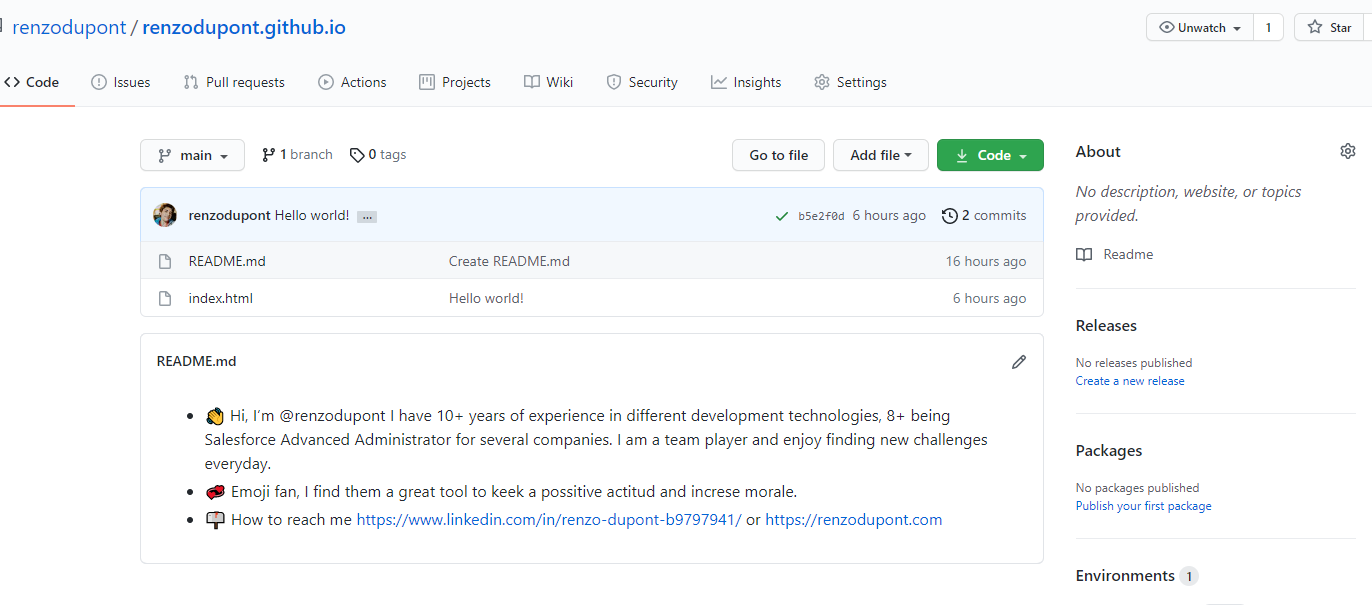 renzodupont / renzodupont.github.io
Unwatch 1 Star
Code Issues Pull requests Actions Projects Wiki Security Insights Settings
main 1 branch 0 tags Go to file Add file Code
renzodupont Hello world! ... b5e2f0d 6 hours ago 2 commits
README.md Create README.md 16 hours ago
index.html Hello world! 6 hours ago
README.md
👋 Hi, I’m @renzodupont I have 10+ years of experience in different development technologies, 8+ being
Salesforce Advanced Administrator for several companies. I am a team player and enjoy finding new challenges
everyday.
Emoji fan, I find them a great tool to keek a possitive actitud and increse morale.
How to reach me https://www.linkedin.com/in/renzo-dupont-b9797941/ or https://renzodupont.com
About
No description, website, or topics
provided.
Readme
Releases
No releases published
Create a new release
Packages
No packages published
Publish your first package
Environments 1